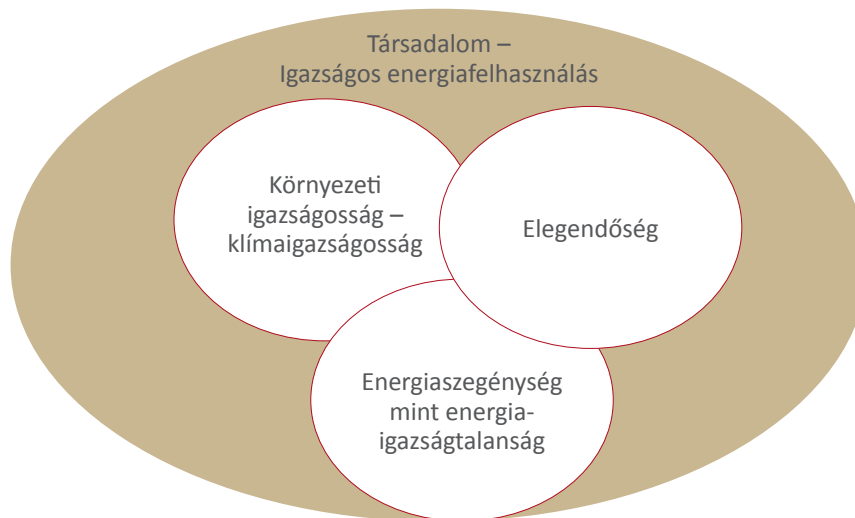 Társadalom –
Igazságos energiafelhasználás
Környezeti
igazságosság –
klímaigazságosság
Elegendőség
Energiaszegénység
mint energia-
igazságtalanság